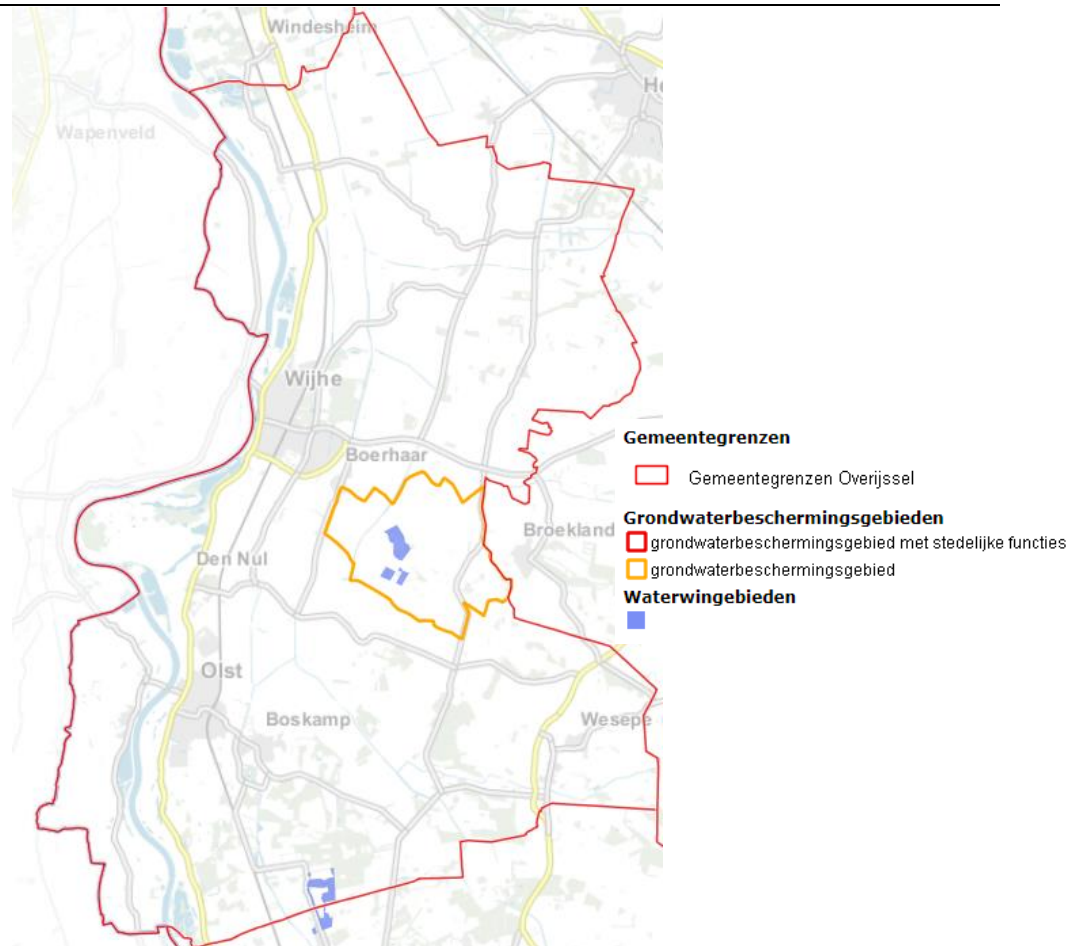 Windesheim
He
Wapenveld
Wijhe
Boerhaar
Gemeentegrenzen
Gemeentegrenzen Overijssel
Grondwaterbeschermingsgebieden
Broekland
grondwaterbeschermingsgebied met stedelijke functies
Den Nul
grondwaterbeschermingsgebied
Waterwingebieden
Olst
Boskamp
Wesepe